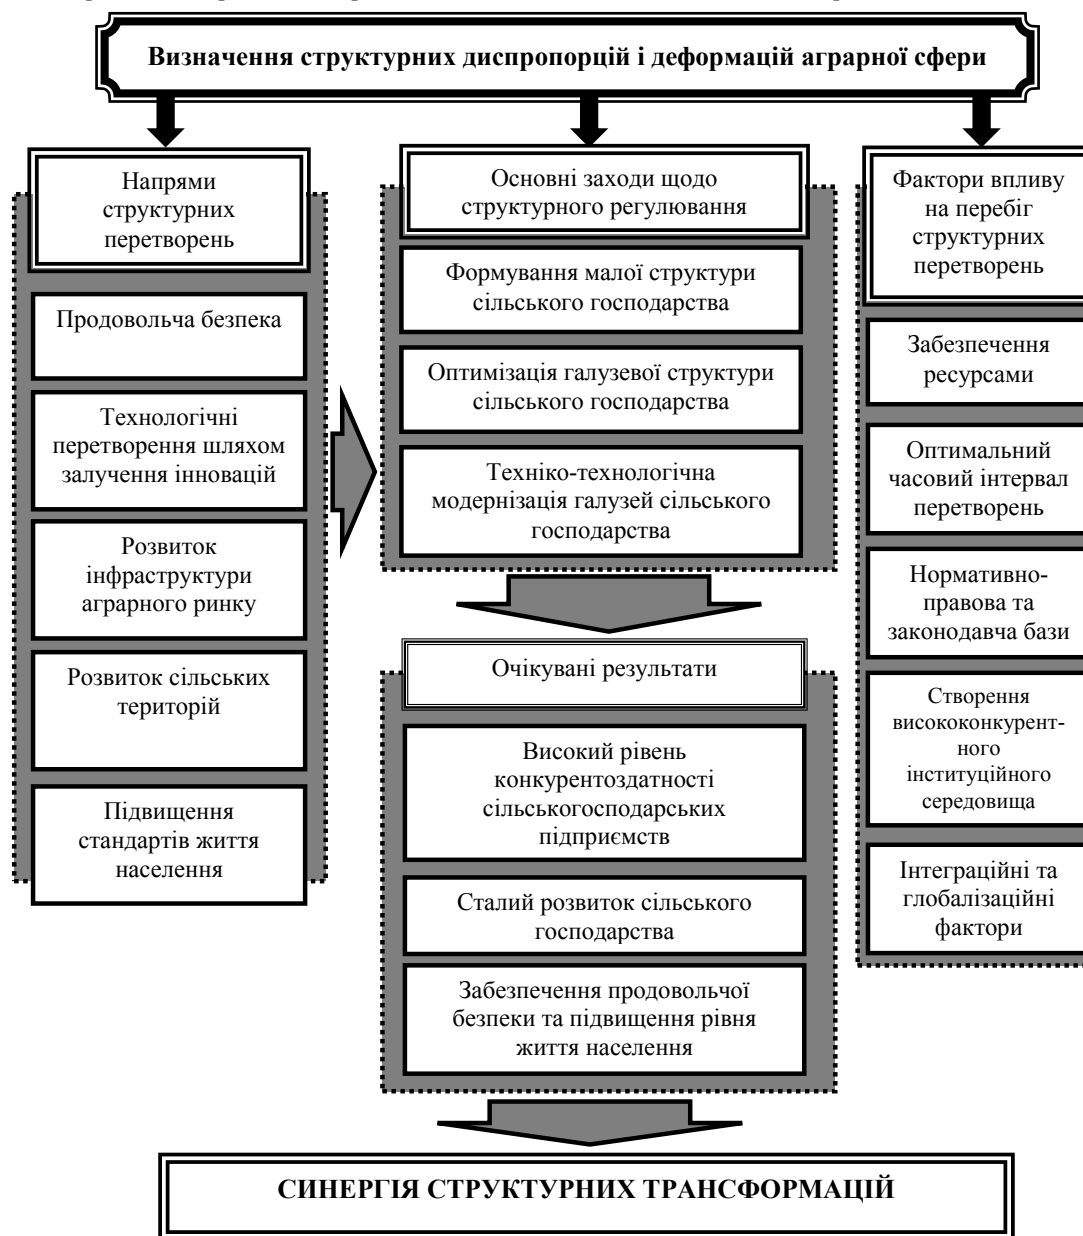 Визначення структурних диспропорцій і деформацій аграрної сфери
Напрями
структурних
перетворень
Продовольча безпека
Технологічні
перетворення шляхом
залучення інновацій
Розвиток
інфраструктури
аграрного ринку
Розвиток сільських
територій
Підвищення
стандартів життя
населення
Основні заходи щодо
структурного регулювання
Формування малої структури
сільського господарства
Оптимізація галузевої структури
сільського господарства
Техніко-технологічна
модернізація галузей сільського
господарства
Очікувані результати
Високий рівень
конкурентоздатності
сільськогосподарських
підприємств
Сталий розвиток сільського
господарства
Забезпечення продовольчої
безпеки та підвищення рівня
життя населення
Фактори впливу
на перебіг
структурних
перетворень
Забезпечення
ресурсами
Оптимальний
часовий інтервал
перетворень
Нормативно-
правова та
законодавча бази
Створення
висококонкурент-
ного
інституційного
середовища
Інтеграційні та
глобалізаційні
фактори
СИНЕРГІЯ СТРУКТУРНИХ ТРАНСФОРМАЦІЙ